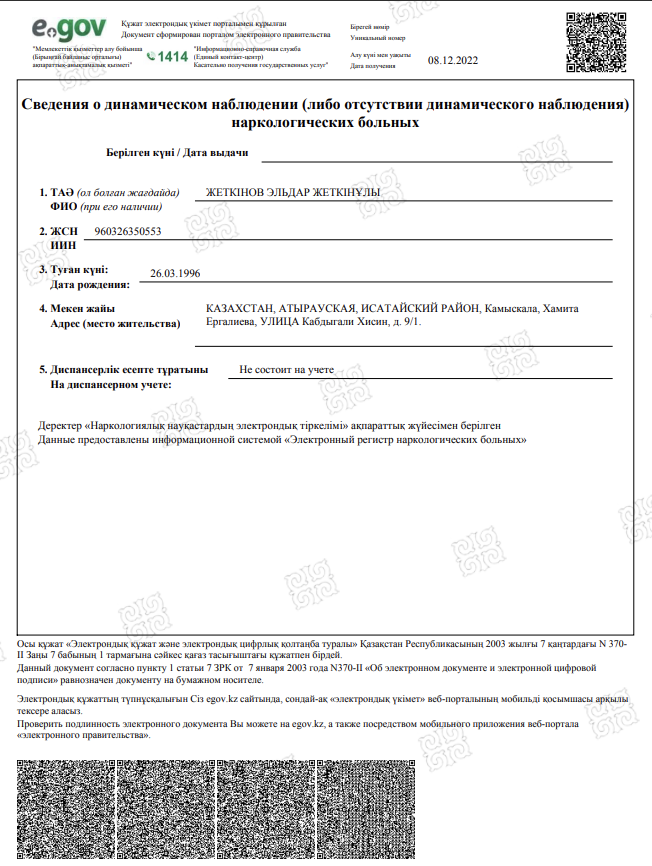 e.gov
Құжат электрондық үкімет порталымен құрылған
Документ сформирован порталом электронного правительства
"Мемлекеттік қызметтер алу бойынша
(Бірыңғай байланыс орталығы)
ақпараттық-анықтамалық қызметі"
1414
"Информационно-справочная служба
(Единый контакт-центр)
Касательно получения государственных услуг"
Бірегей нөмір
Уникальный номер
Алу күні мен уақыты
Дата получения
08.12.2022
Сведения о динамическом наблюдении (либо отсутствии динамического наблюдения)
наркологических больных
Берілген күні / Дата выдачи
1. ТАӘ (ол болған жағдайда) ЖЕТКІНОВ ЭЛЬДАР ЖЕТКІНҰЛЫ
ФИО (при его наличии)
2. ЖСН 960326350553
ИИН
3. Туған күні: 26.03.1996
Дата рождения:
4. Мекен жайы КАЗАХСТАН, АТЫРАУСКАЯ, ИСАТАЙСКИЙ РАЙОН, Камыскала, Хамита
Адрес (место жительства) Ергалиева, УЛИЦА Кабдыгали Хисин, д. 9/1.
5. Диспансерлік есепте тұратыны Не состоит на учете
На диспансерном учете:
Деректер «Наркологиялық науқастардың электрондық тіркелімі» ақпараттық жүйесімен берілген
Данные предоставлены информационной системой «Электронный регистр наркологических больных»
Осы құжат «Электрондық құжат және электрондық цифрлық қолтаңба туралы» Қазақстан Республикасының 2003 жылғы 7 қаңтардағы N 370-
II Заңы 7 бабының 1 тармағына сәйкес қағаз тасығыштағы құжатпен бірдей.
Данный документ согласно пункту 1 статьи 7 ЗРК от 7 января 2003 года N370-II «Об электронном документе и электронной цифровой
подписи» равнозначен документу на бумажном носителе.
Электрондық құжаттың түпнұсқалығын Сіз egov.kz сайтында, сондай-ақ «электрондық үкімет» веб-порталының мобильді қосымшасы арқылы
тексере аласыз.
Проверить подлинность электронного документа Вы можете на egov.kz, а также посредством мобильного приложения веб-портала
«электронного правительства».